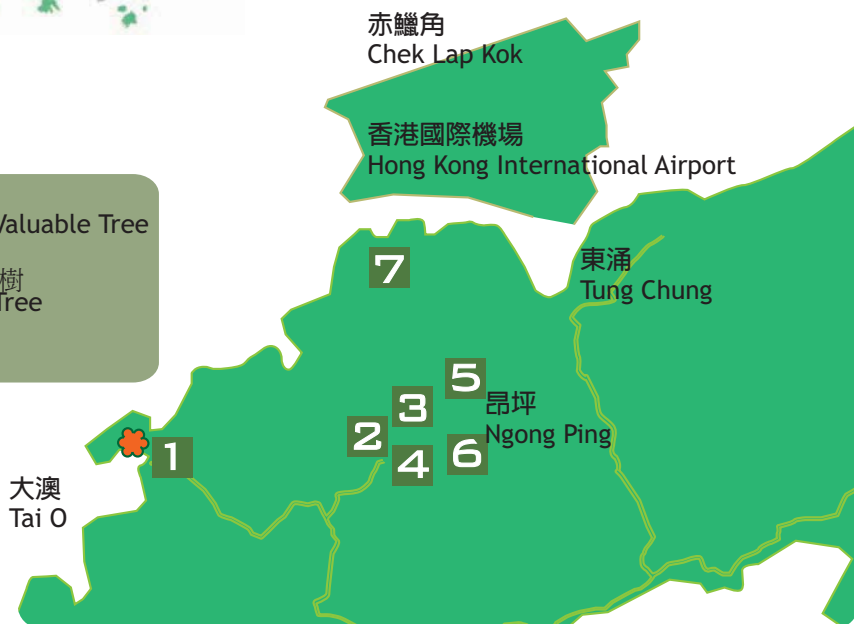 赤鱲角
Chek Lap Kok
香港國際機場
Hong Kong International Airport
Valuable Tree
樹
Tree
7
東涌
Tung Chung
5
3
昂坪
Ngong Ping
2
6
4
1
大澳
Tai O